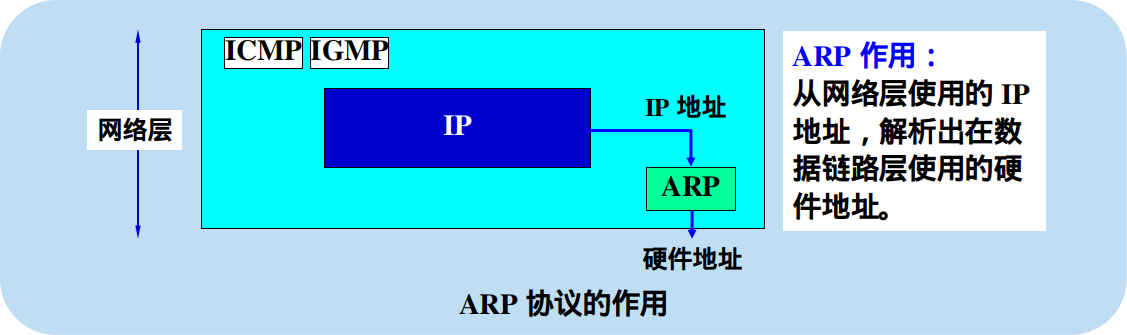 ICMP IGMP
ARP 作用：
从网络层使用的 IP
地址，解析出在数
据链路层使用的硬
件地址。
网络层
IP
IP 地址
ARP
硬件地址
ARP 协议的作用